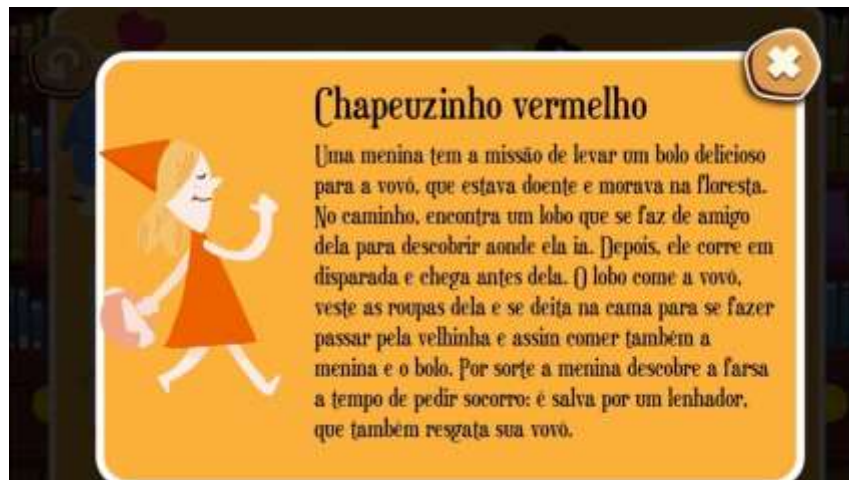 Chapeuzinho vermelho
Uma menina tem a missão de levar um bolo delicioso
para a vovó, que estava doente e morava na floresta.
No caminho, encontra um lobo que se faz de amigo
dela para descobrir aonde ela ia. Depois, ele corre em
disparada e chega antes dela. O lobo come a vovó,
veste as roupas dela e se deita na cama para se fazer
passar pela velhinha e assim comer também a
menina e o bolo. Por sorte a menina descobre a farsa
a tempo de pedir socorro: é salva por um lenhador,
que também resgata sua vovó.